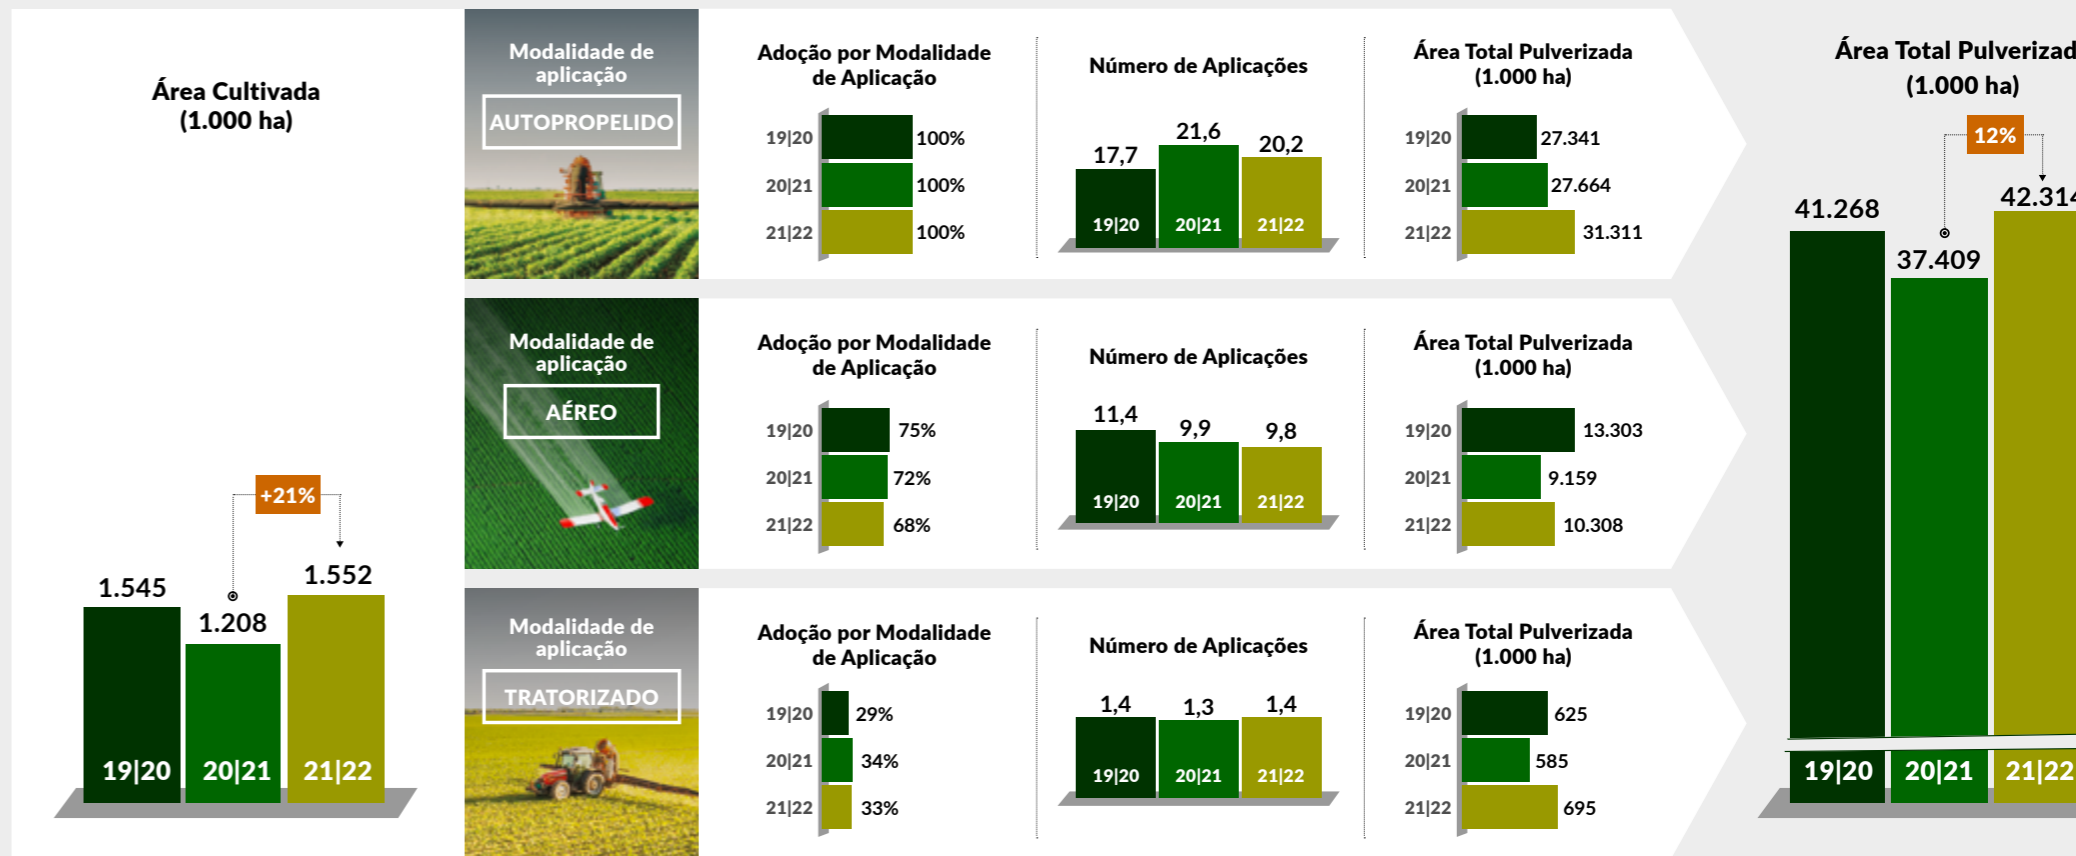 Área Cultivada
(1.000 ha)
+21%
1.545
1.208
1.552
19|20
20|21
21|22
Modalidade de
aplicação
AUTOPROPELIDO
Adoção por Modalidade
de Aplicação
19|20
100%
20|21
100%
21|22
100%
Número de Aplicações
17,7
21,6
20,2
19|20
20|21
21|22
Área Total Pulverizada
(1.000 ha)
19|20
27.341
20|21
27.664
21|22
31.311
Modalidade de
aplicação
AÉREO
Adoção por Modalidade
de Aplicação
19|20
75%
20|21
72%
21|22
68%
Número de Aplicações
11,4
9,9
9,8
19|20
20|21
21|22
Área Total Pulverizada
(1.000 ha)
19|20
13.303
20|21
9.159
21|22
10.308
Modalidade de
aplicação
TRATORIZADO
Adoção por Modalidade
de Aplicação
19|20
29%
20|21
34%
21|22
33%
Número de Aplicações
1,4
1,3
1,4
19|20
20|21
21|22
Área Total Pulverizada
(1.000 ha)
19|20
625
20|21
585
21|22
695
Área Total Pulverizad
(1.000 ha)
12%
41.268
37.409
42.314
19|20
20|21
21|22